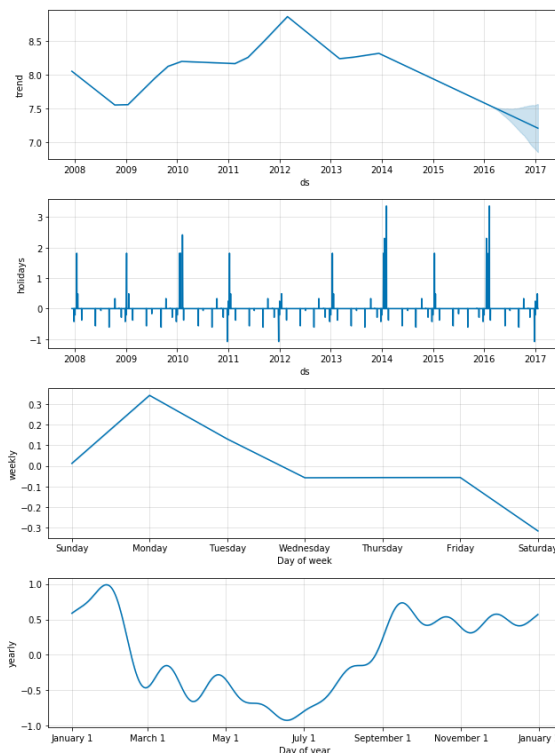 8.5
8.0
7.5
7.0
trend
2008 2009 2010 2011 2012 2013 2014 2015 2016 2017
ds
3
2
1
0
−1
holidays
2008 2009 2010 2011 2012 2013 2014 2015 2016 2017
ds
0.3
0.2
0.1
0.0
−0.1
−0.2
−0.3
weekly
Sunday Monday Tuesday Wednesday Thursday Friday Saturday
Day of week
1.0
0.5
0.0
−0.5
−1.0
yearly
January 1 March 1 May 1 July 1 September 1 November 1 January
Day of year